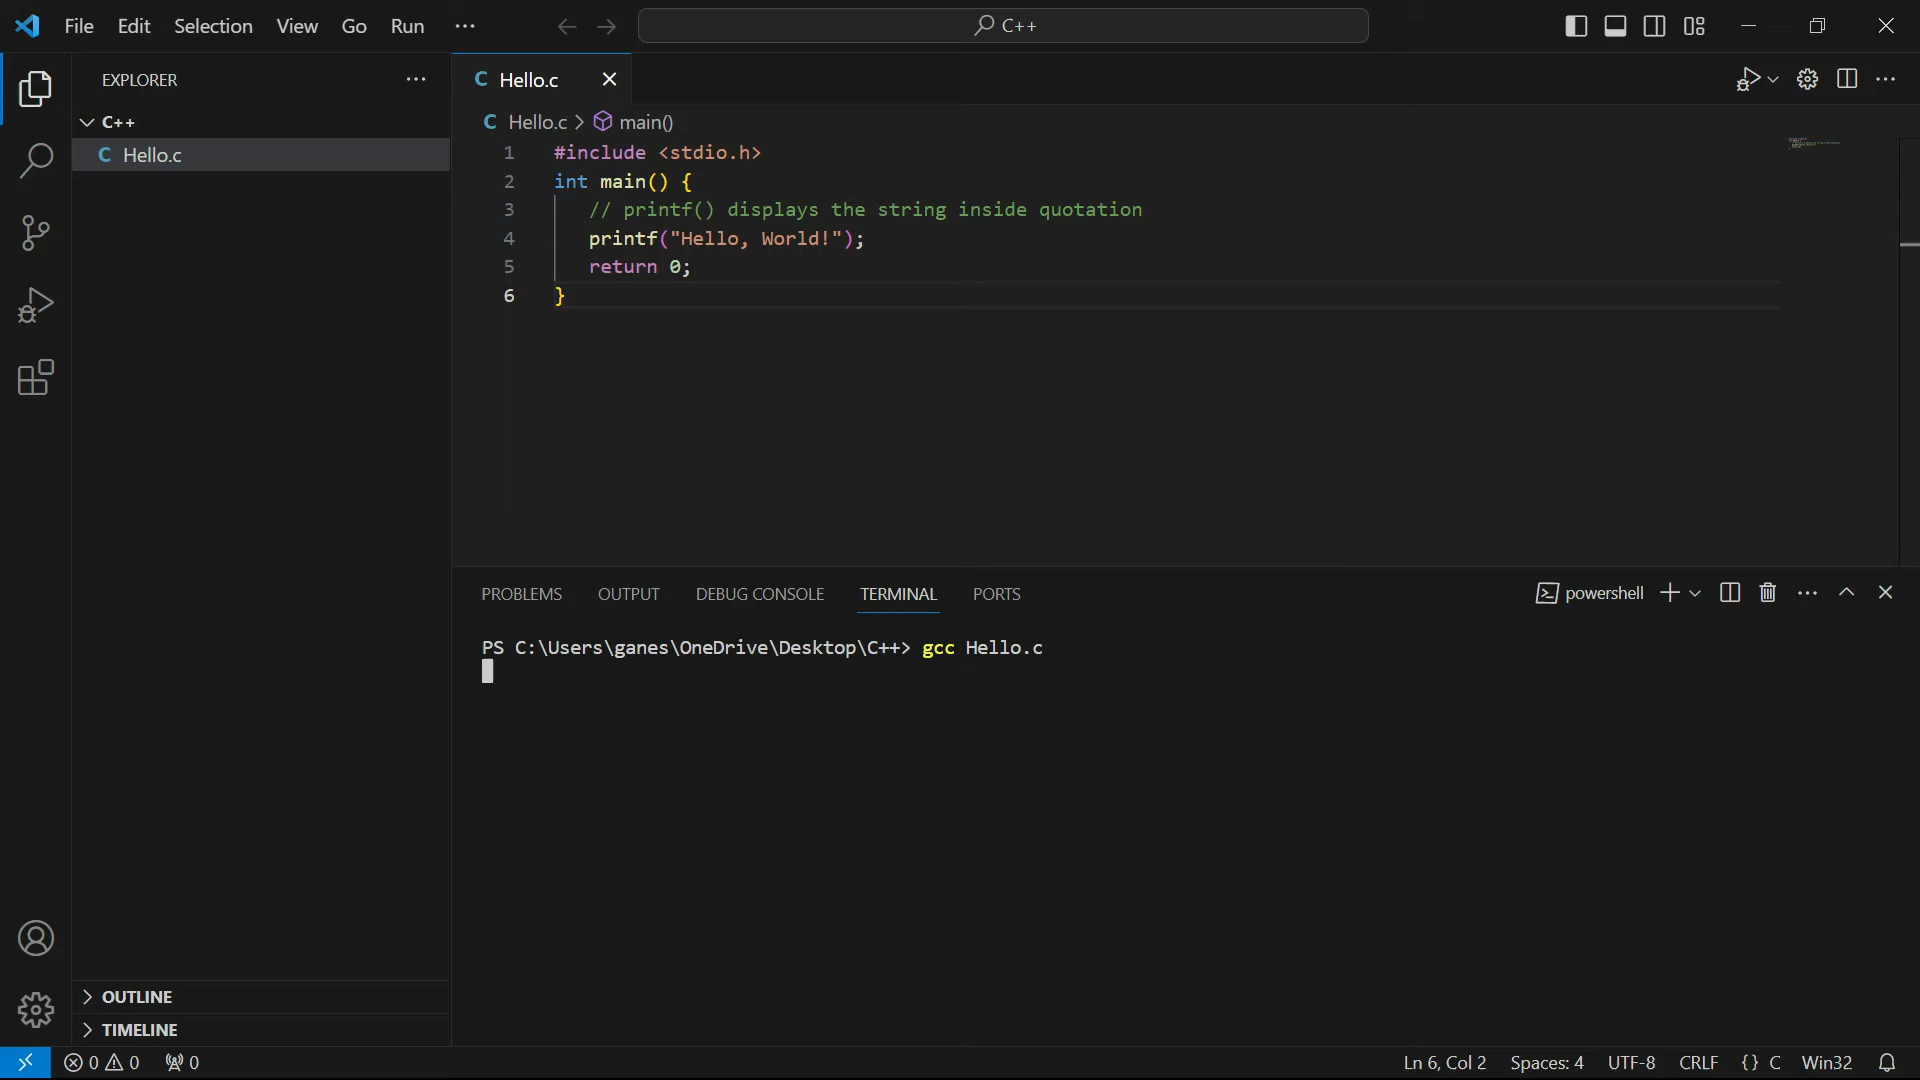 File Edit Selection View Go Run ··· C++
EXPLORER ···
C++
C Hello.c
OUTLINE
TIMELINE
C Hello.c
C Hello.c > main()
1 #include <stdio.h>
2 int main() {
3 // printf() displays the string inside quotation
4 printf("Hello, World!");
5 return 0;
6 }
PROBLEMS OUTPUT DEBUG CONSOLE TERMINAL PORTS powershell
PS C:\Users\ganes\OneDrive\Desktop\C++> gcc Hello.c
0 0 0 Ln 6, Col 2 Spaces: 4 UTF-8 CRLF {} C Win32